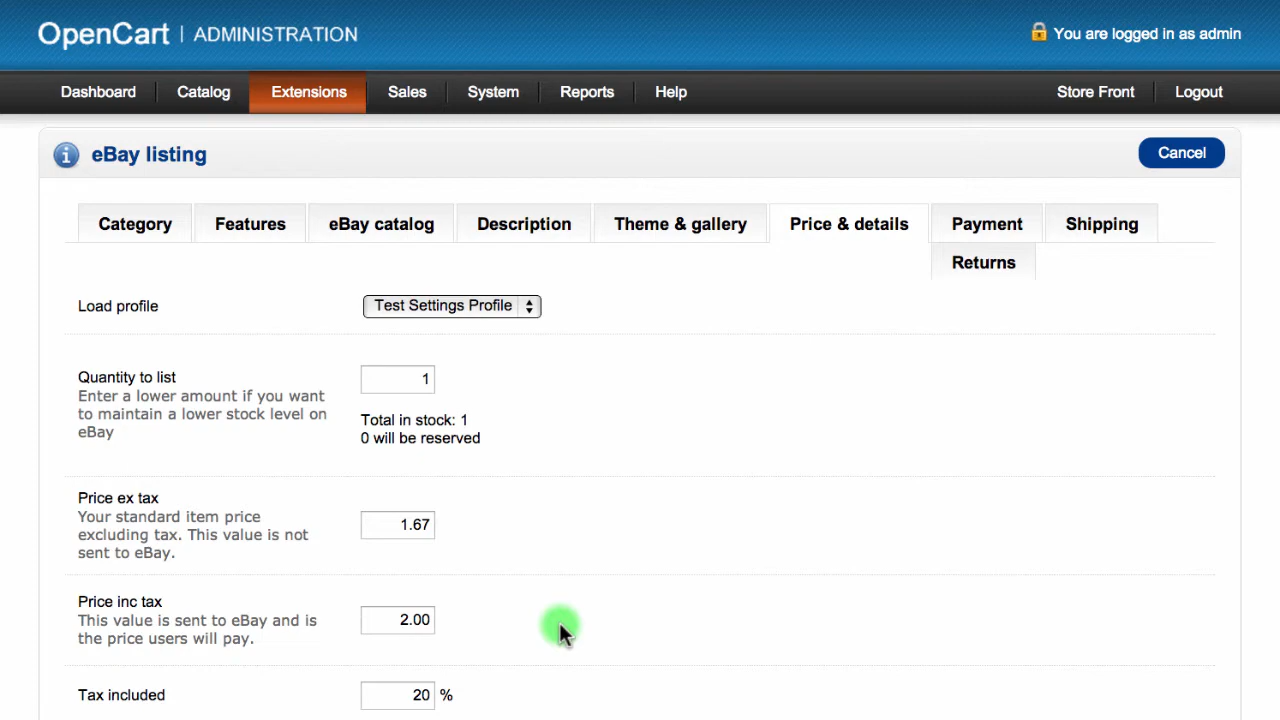 OpenCart | ADMINISTRATION
You are logged in as admin
Dashboard Catalog Extensions Sales System Reports Help Store Front Logout
eBay listing
Cancel
Category Features eBay catalog Description Theme & gallery Price & details Payment Shipping
Returns
Load profile
Test Settings Profile
Quantity to list
Enter a lower amount if you want
to maintain a lower stock level on
eBay
1
Total in stock: 1
0 will be reserved
Price ex tax
Your standard item price
excluding tax. This value is not
sent to eBay.
1.67
Price inc tax
This value is sent to eBay and is
the price users will pay.
2.00
Tax included
20 %